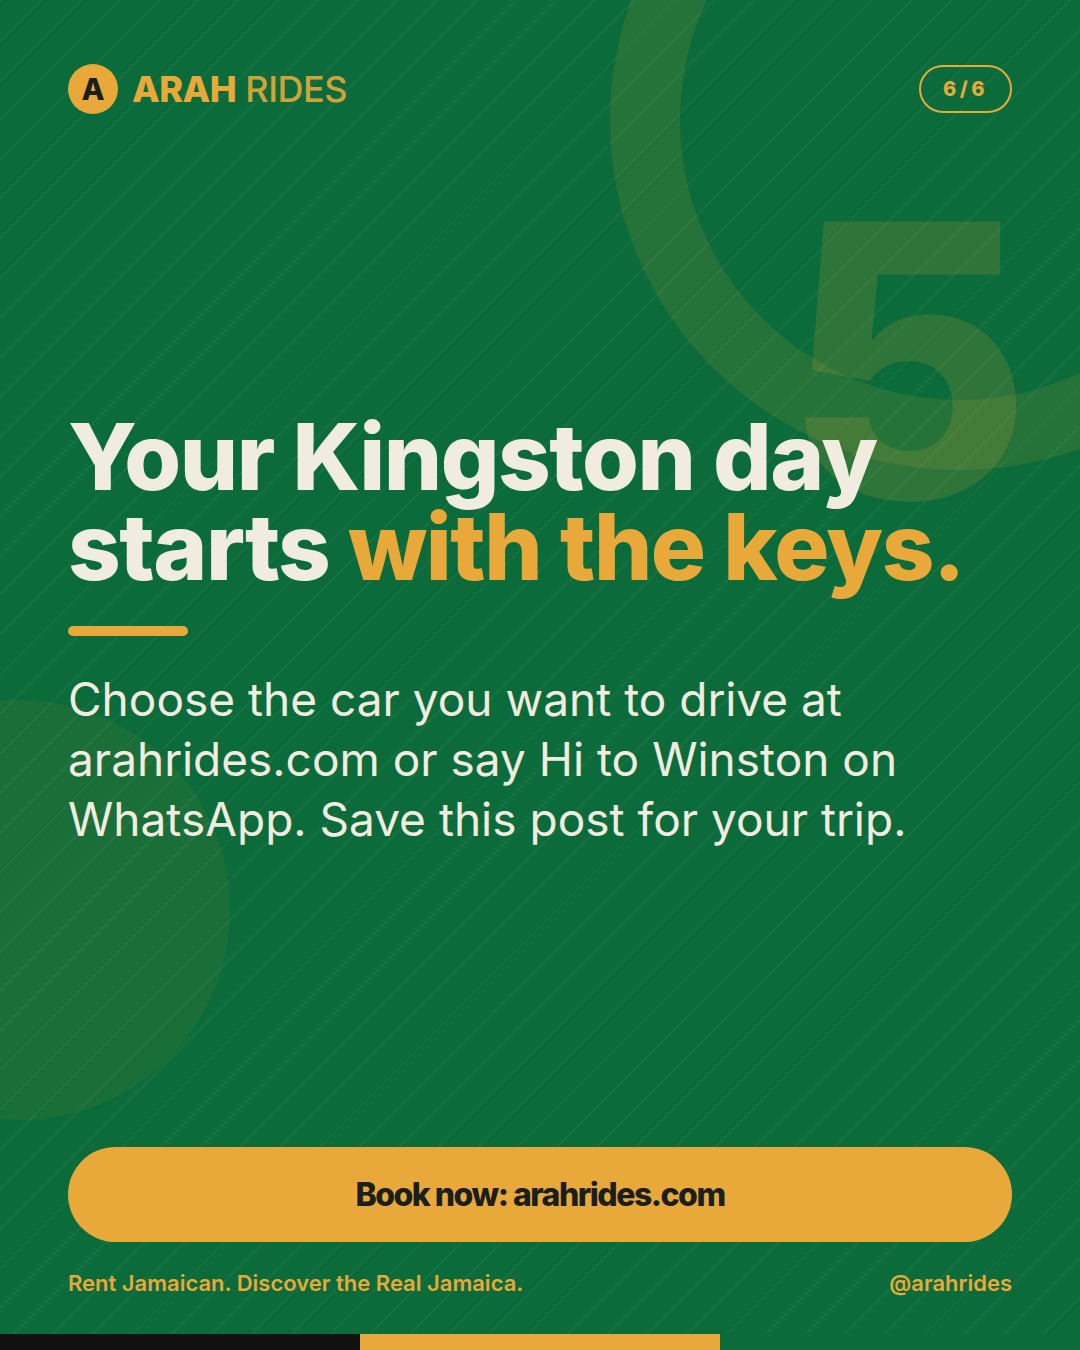 A ARAH RIDES
6/6
5
Your Kingston day
starts with the keys.
Choose the car you want to drive at
arahrides.com or say Hi to Winston on
WhatsApp. Save this post for your trip.
Book now: arahrides.com
Rent Jamaican. Discover the Real Jamaica.
@arahrides